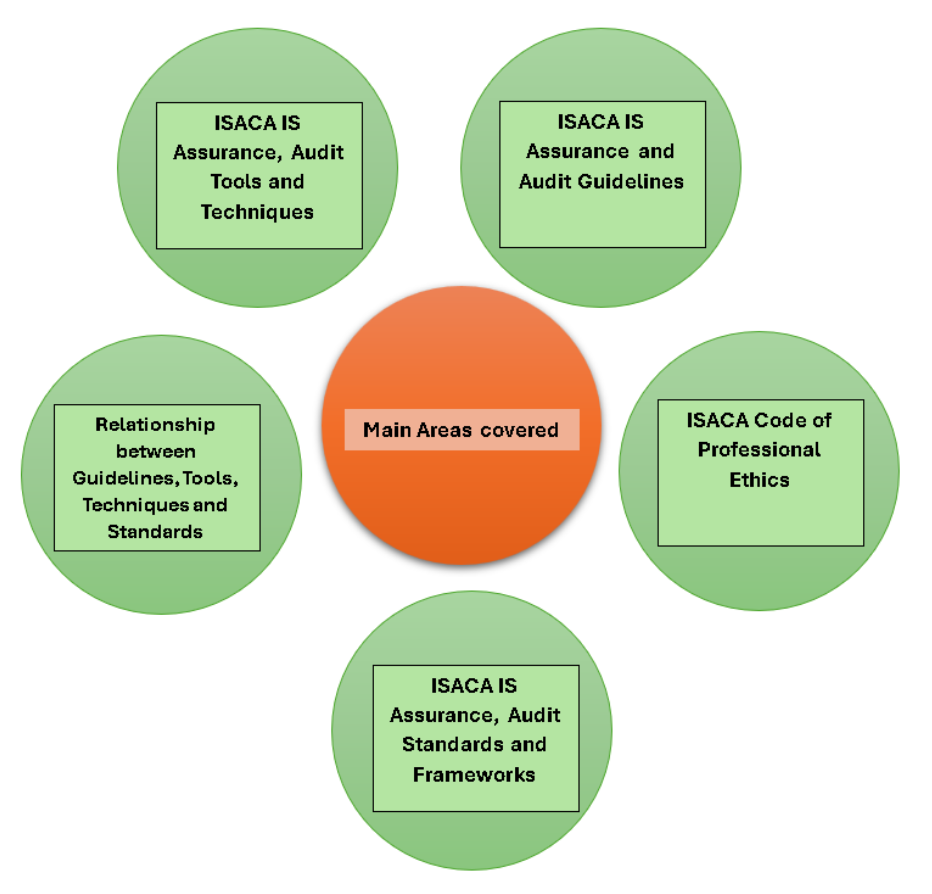 ISACA IS
Assurance, Audit
Tools and
Techniques
ISACA IS
Assurance and
Audit Guidelines
Relationship
between
Guidelines, Tools,
Techniques and
Standards
Main Areas covered
ISACA Code of
Professional
Ethics
ISACA IS
Assurance, Audit
Standards and
Frameworks